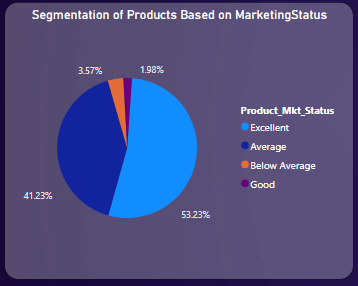 Segmentation of Products Based on MarketingStatus
3.57%
1.98%
Product_Mkt_Status
Excellent
Average
Below Average
Good
41.23%
53.23%